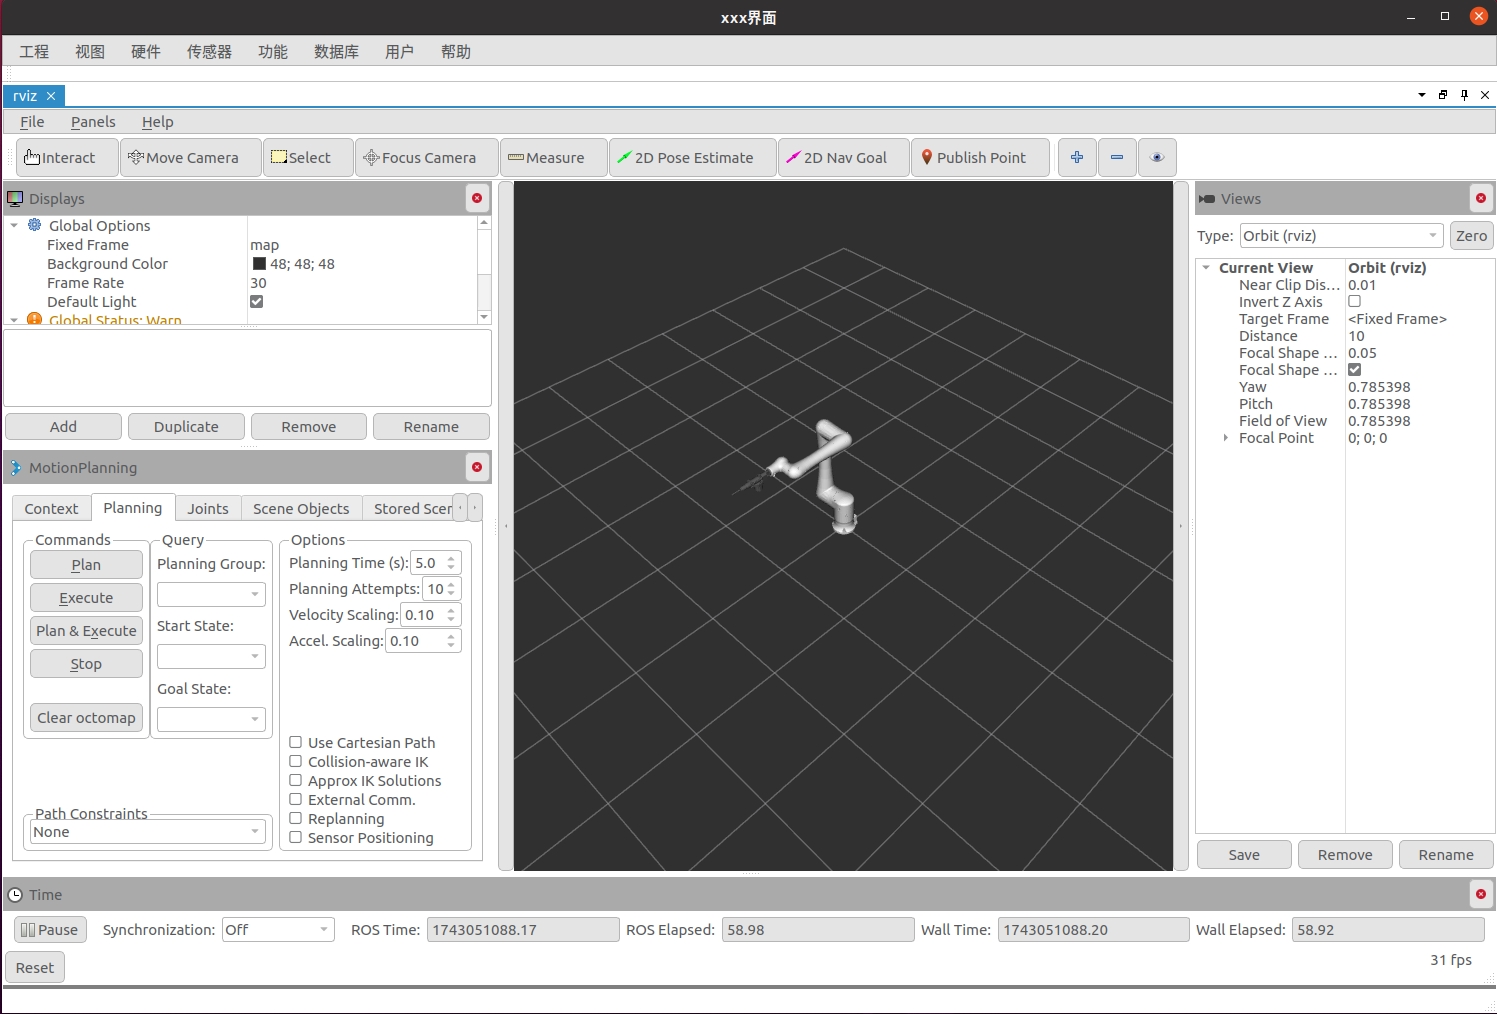 xxx界面
工程 视图 硬件 传感器 功能 数据库 用户 帮助
rviz
File Panels Help
Interact Move Camera Select Focus Camera Measure 2D Pose Estimate 2D Nav Goal Publish Point
Displays
Global Options
Fixed Frame map
Background Color 48; 48; 48
Frame Rate 30
Default Light
Global Status: Warn
Add Duplicate Remove Rename
MotionPlanning
Context Planning Joints Scene Objects Stored Scer
Commands Query Options
Plan Planning Group: Planning Time (s): 5.0
Execute Planning Attempts: 10
Plan & Execute Start State: Velocity Scaling: 0.10
Stop Accel. Scaling: 0.10
Goal State:
Clear octomap
Use Cartesian Path
Collision-aware IK
Approx IK Solutions
External Comm.
Replanning
Sensor Positioning
Path Constraints
None
Views
Type: Orbit (rviz) Zero
Current View Orbit (rviz)
Near Clip Dis... 0.01
Invert Z Axis
Target Frame <Fixed Frame>
Distance 10
Focal Shape ... 0.05
Focal Shape ...
Yaw 0.785398
Pitch 0.785398
Field of View 0.785398
Focal Point 0; 0; 0
Save Remove Rename
Time
Pause Synchronization: Off ROS Time: 1743051088.17 ROS Elapsed: 58.98 Wall Time: 1743051088.20 Wall Elapsed: 58.92
Reset 31 fps